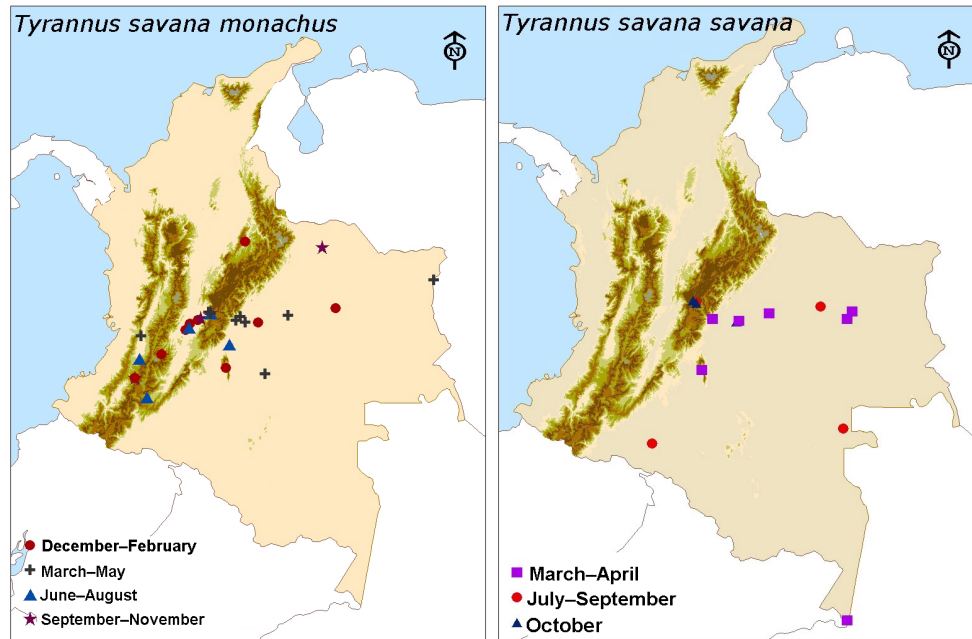 Tyrannus savana monachus
N
December–February
March–May
June–August
September–November
Tyrannus savana savana
N
March–April
July–September
October